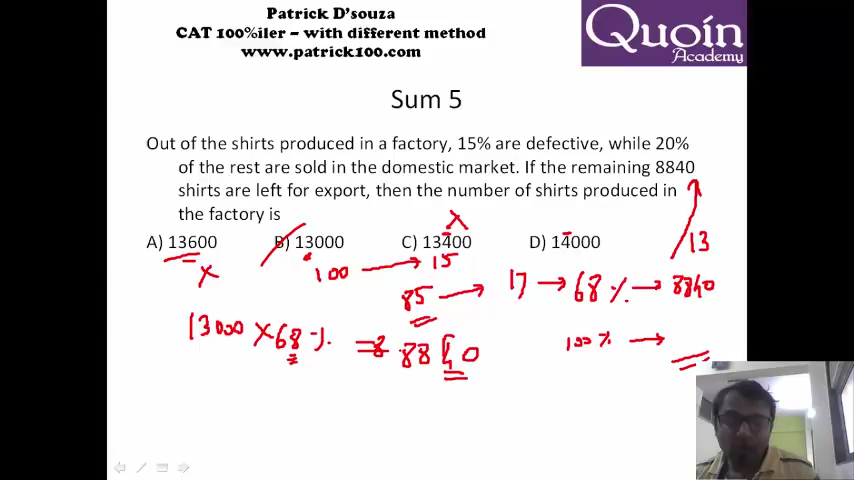 Patrick D'souza
CAT 100%iler – with different method
www.patrick100.com
Quoin
Academy
Sum 5
Out of the shirts produced in a factory, 15% are defective, while 20%
of the rest are sold in the domestic market. If the remaining 8840
shirts are left for export, then the number of shirts produced in
the factory is
A) 13600 B) 13000 C) 13400 D) 14000
13
100 → 15
85 → 17 → 68 % → 8840
13000 × 68 % = 8840
100 % →